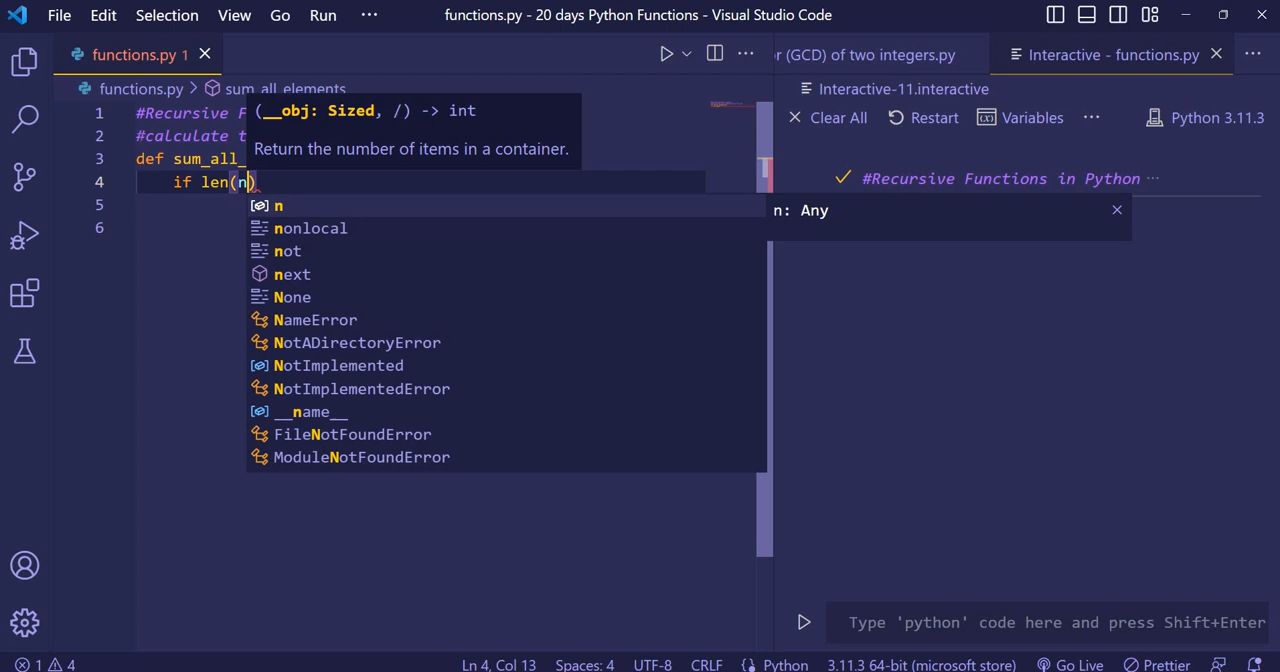 File Edit Selection View Go Run ··· functions.py - 20 days Python Functions - Visual Studio Code
functions.py 1
r (GCD) of two integers.py
Interactive - functions.py
functions.py > sum_all_elements
Interactive-11.interactive
Clear All Restart Variables ··· Python 3.11.3
1 #Recursive F
2 #calculate t
3 def sum_all_
4 if len(n)
5
6
(__obj: Sized, /) -> int
Return the number of items in a container.
n
nonlocal
not
next
None
NameError
NotADirectoryError
NotImplemented
NotImplementedError
__name__
FileNotFoundError
ModuleNotFoundError
n: Any
#Recursive Functions in Python ···
Type 'python' code here and press Shift+Enter
1 4 Ln 4, Col 13 Spaces: 4 UTF-8 CRLF Python 3.11.3 64-bit (microsoft store) Go Live Prettier